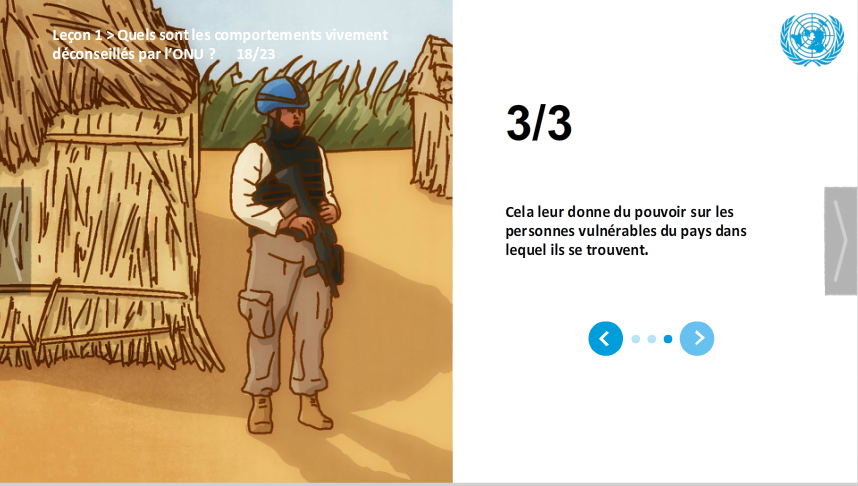 Leçon 1 > Quels sont les comportements vivement
déconseillés par l'ONU ? 18/23
3/3
Cela leur donne du pouvoir sur les
personnes vulnérables du pays dans
lequel ils se trouvent.